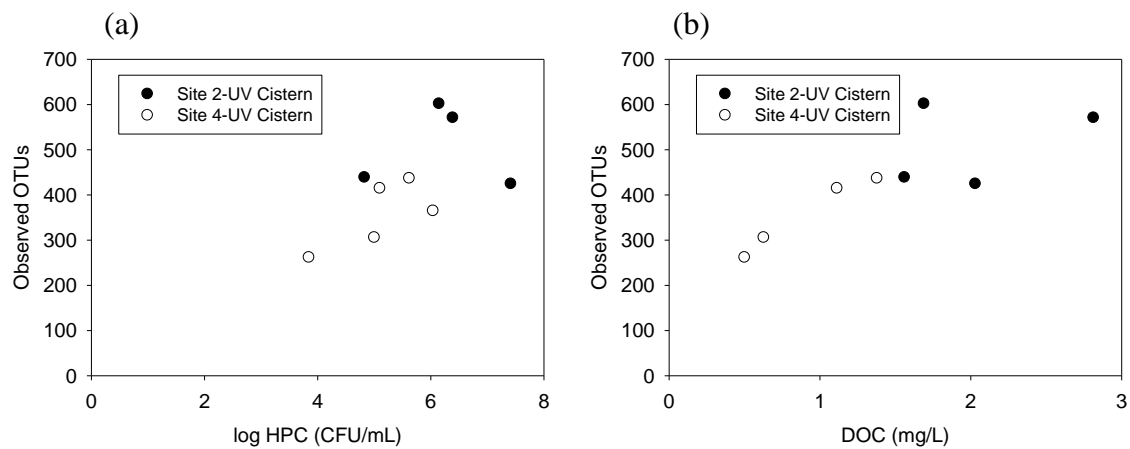 (a)
Observed OTUs
700
600
500
400
300
200
100
0
Site 2-UV Cistern
Site 4-UV Cistern
0 2 4 6 8
log HPC (CFU/mL)
(b)
Observed OTUs
700
600
500
400
300
200
100
0
Site 2-UV Cistern
Site 4-UV Cistern
0 1 2 3
DOC (mg/L)